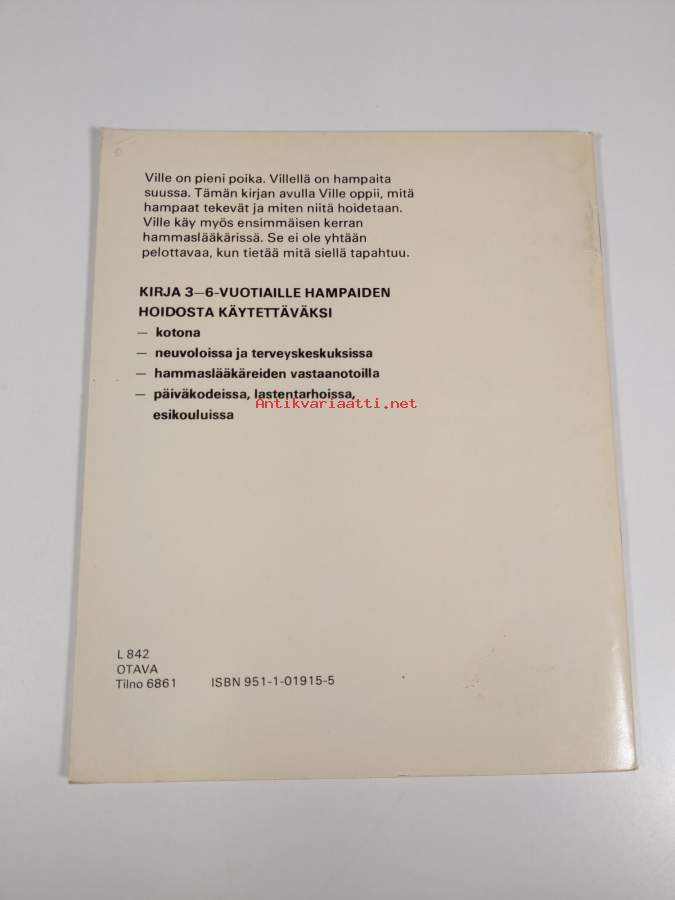 Ville on pieni poika. Villellä on hampaita
suussa. Tämän kirjan avulla Ville oppii, mitä
hampaat tekevät ja miten niitä hoidetaan.
Ville käy myös ensimmäisen kerran
hammaslääkärissä. Se ei ole yhtään
pelottavaa, kun tietää mitä siellä tapahtuu.
KIRJA 3—6-VUOTIAILLE HAMPAIDEN
HOIDOSTA KÄYTETTÄVÄKSI
— kotona
— neuvoloissa ja terveyskeskuksissa
— hammaslääkäreiden vastaanotoilla
— päiväkodeissa, lastentarhoissa,
esikouluissa
Antikvariaatti.net
L 842
OTAVA
Tilno 6861 ISBN 951-1-01915-5